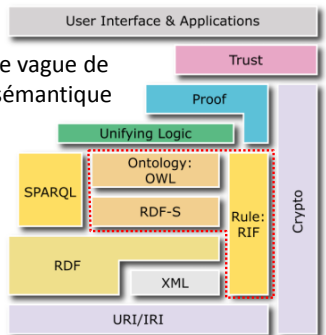 User Interface & Applications
e vague de
sémantique
Trust
Proof
Unifying Logic
Ontology:
OWL
SPARQL
RDF-S
Rule:
RIF
Crypto
RDF
XML
URI/IRI